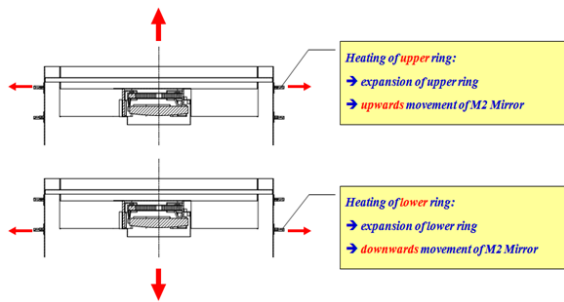 Heating of upper ring:
➔ expansion of upper ring
➔ upwards movement of M2 Mirror
Heating of lower ring:
➔ expansion of lower ring
➔ downwards movement of M2 Mirror